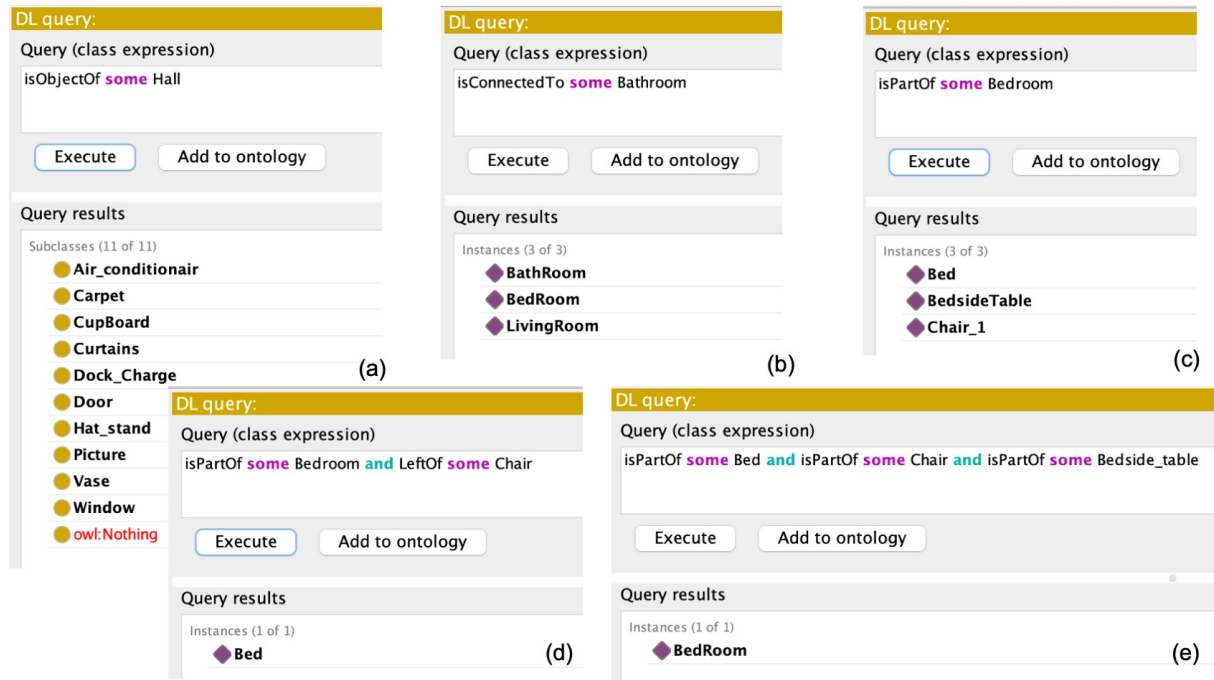 DL query:
Query (class expression)
isObjectOf some Hall
Execute Add to ontology
Query results
Subclasses (11 of 11)
Air_conditionair
Carpet
CupBoard
Curtains
Dock_Charge
Door
Hat_stand
Picture
Vase
Window
owl:Nothing
(a)
DL query:
Query (class expression)
isConnectedTo some Bathroom
Execute Add to ontology
Query results
Instances (3 of 3)
BathRoom
BedRoom
LivingRoom
(b)
DL query:
Query (class expression)
isPartOf some Bedroom
Execute Add to ontology
Query results
Instances (3 of 3)
Bed
BedsideTable
Chair_1
(c)
DL query:
Query (class expression)
isPartOf some Bedroom and LeftOf some Chair
Execute Add to ontology
Query results
Instances (1 of 1)
Bed
(d)
DL query:
Query (class expression)
isPartOf some Bed and isPartOf some Chair and isPartOf some Bedside_table
Execute Add to ontology
Query results
Instances (1 of 1)
BedRoom
(e)